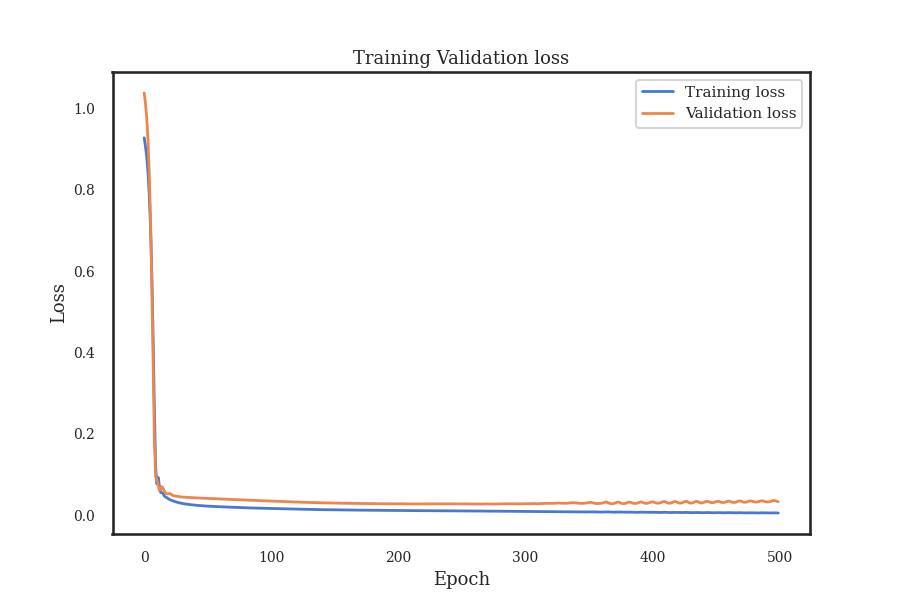 Training Validation loss
Training loss
Validation loss
1.0
0.8
0.6
0.4
0.2
0.0
Loss
0 100 200 300 400 500
Epoch